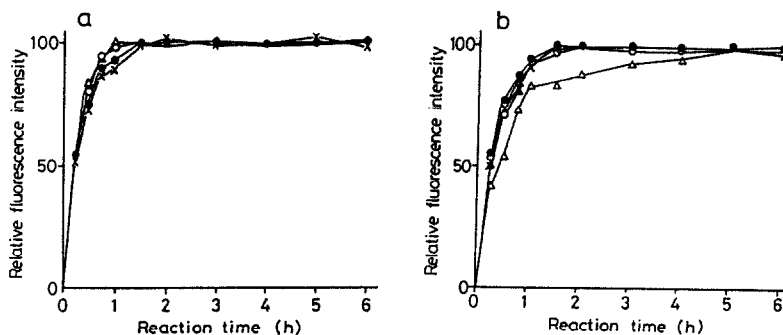 a
Relative fluorescence intensity
100
50
0
0 1 2 3 4 5 6
Reaction time (h)
b
Relative fluorescence intensity
100
50
0
0 1 2 3 4 5 6
Reaction time (h)